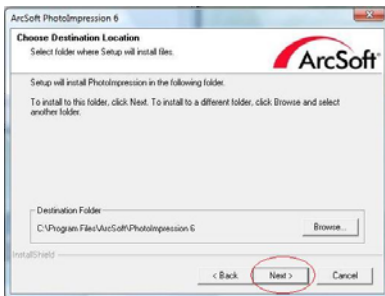 ArcSoft PhotoImpression 6
Choose Destination Location
Select folder where Setup will install files.
ArcSoft®
Setup will install PhotoImpression in the following folder.
To install to this folder, click Next. To install to a different folder, click Browse and select
another folder.
Destination Folder
C:\Program Files\ArcSoft\PhotoImpression 6
Browse...
InstallShield
< Back
Next >
Cancel